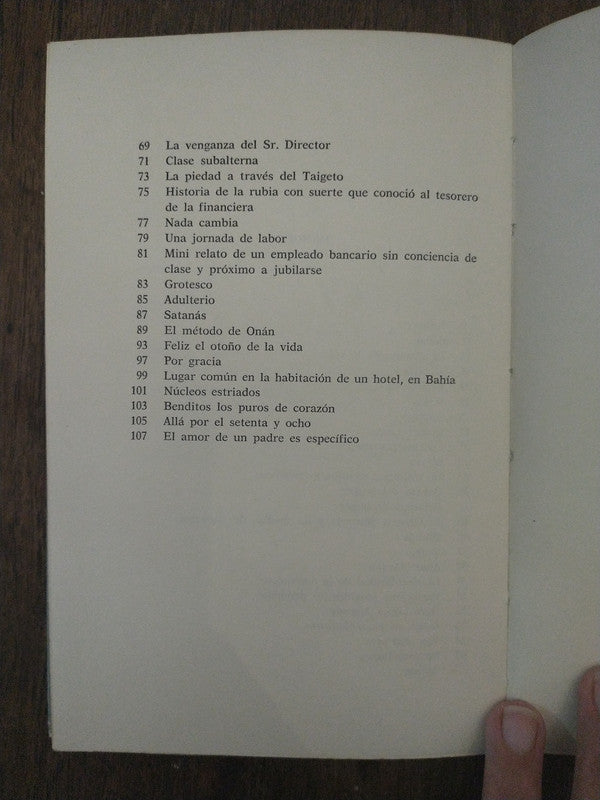 69 La venganza del Sr. Director
71 Clase subalterna
73 La piedad a través del Taigeto
75 Historia de la rubia con suerte que conoció al tesorero
de la financiera
77 Nada cambia
79 Una jornada de labor
81 Mini relato de un empleado bancario sin conciencia de
clase y próximo a jubilarse
83 Grotesco
85 Adulterio
87 Satanás
89 El método de Onán
93 Feliz el otoño de la vida
97 Por gracia
99 Lugar común en la habitación de un hotel, en Bahía
101 Núcleos estriados
103 Benditos los puros de corazón
105 Allá por el setenta y ocho
107 El amor de un padre es específico